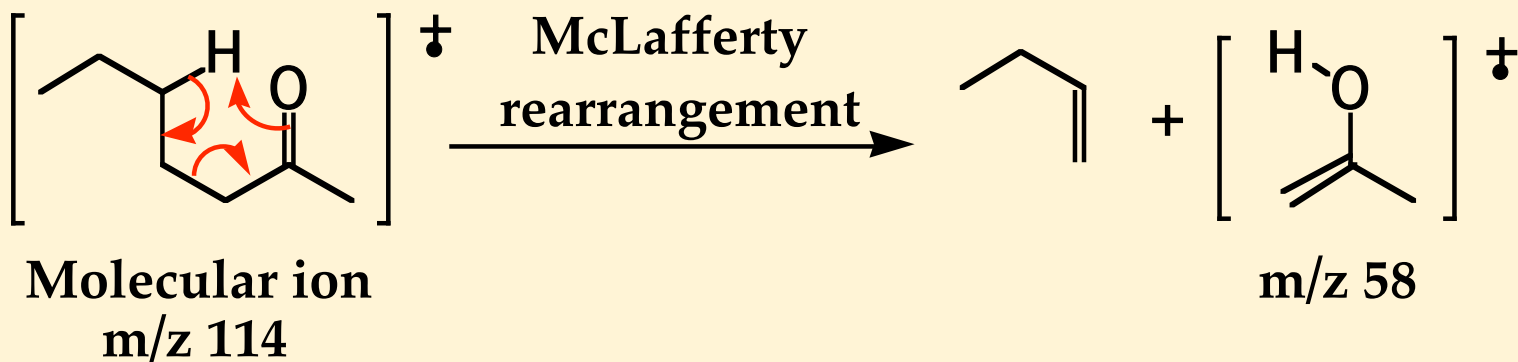 H
O
Molecular ion
m/z 114
McLafferty
rearrangement
+
H
O
m/z 58